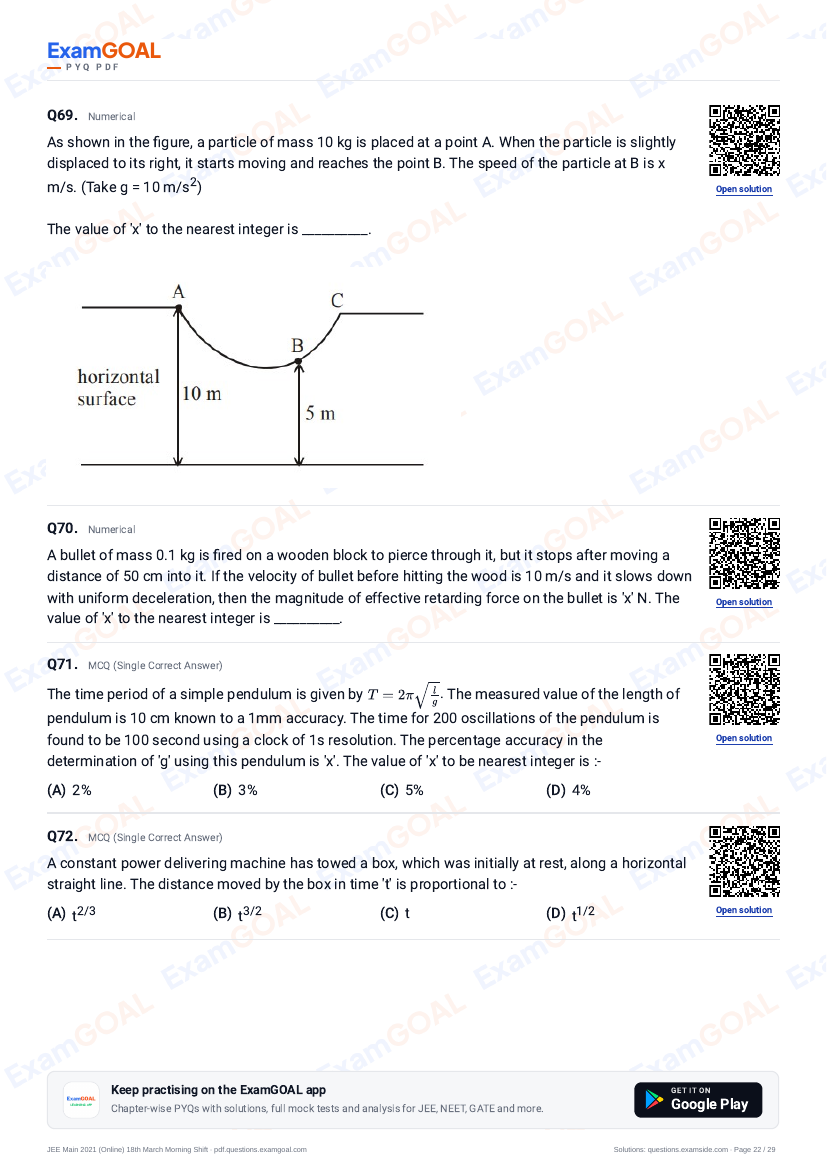 ExamGOAL
PYQ PDF
Q69. Numerical
As shown in the figure, a particle of mass 10 kg is placed at a point A. When the particle is slightly
displaced to its right, it starts moving and reaches the point B. The speed of the particle at B is x
m/s. (Take g = 10 m/s²)
Open solution
The value of 'x' to the nearest integer is __________.
A
C
B
horizontal
surface
10 m
5 m
Q70. Numerical
A bullet of mass 0.1 kg is fired on a wooden block to pierce through it, but it stops after moving a
distance of 50 cm into it. If the velocity of bullet before hitting the wood is 10 m/s and it slows down
with uniform deceleration, then the magnitude of effective retarding force on the bullet is 'x' N. The
value of 'x' to the nearest integer is __________.
Open solution
Q71. MCQ (Single Correct Answer)
The time period of a simple pendulum is given by $T = 2\pi\sqrt{\frac{l}{g}}$. The measured value of the length of
pendulum is 10 cm known to a 1mm accuracy. The time for 200 oscillations of the pendulum is
found to be 100 second using a clock of 1s resolution. The percentage accuracy in the
determination of 'g' using this pendulum is 'x'. The value of 'x' to be nearest integer is :-
Open solution
(A) 2% (B) 3% (C) 5% (D) 4%
Q72. MCQ (Single Correct Answer)
A constant power delivering machine has towed a box, which was initially at rest, along a horizontal
straight line. The distance moved by the box in time 't' is proportional to :-
Open solution
(A) t^{2/3} (B) t^{3/2} (C) t (D) t^{1/2}
Keep practising on the ExamGOAL app
Chapter-wise PYQs with solutions, full mock tests and analysis for JEE, NEET, GATE and more.
GET IT ON
Google Play
JEE Main 2021 (Online) 18th March Morning Shift · pdf.questions.examgoal.com
Solutions: questions.examside.com · Page 22 / 29